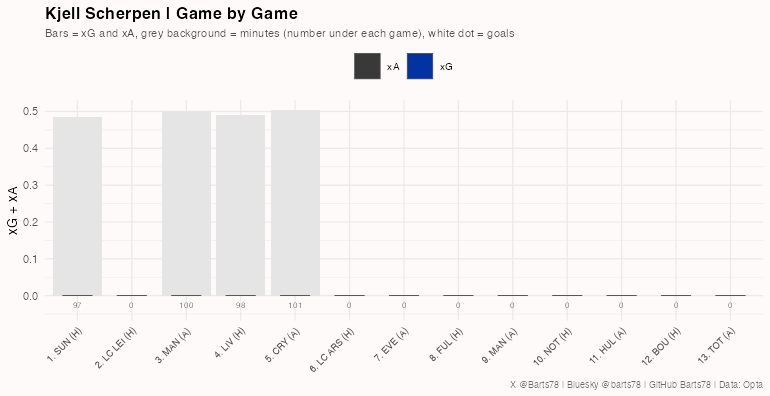 Kjell Scherpen | Game by Game
Bars = xG and xA, grey background = minutes (number under each game), white dot = goals
xA xG
xG + xA
0.5
0.4
0.3
0.2
0.1
0.0
97 0 100 98 101 0 0 0 0 0 0 0 0
1. SUN (H)
2. LC LEI (H)
3. MAN (A)
4. LIV (H)
5. CRY (A)
6. LC ARS (H)
7. EVE (A)
8. FUL (H)
9. MAN (A)
10. NOT (H)
11. HUL (A)
12. BOU (H)
13. TOT (A)
X @Barts78 | Bluesky @barts78 | GitHub Barts78 | Data: Opta